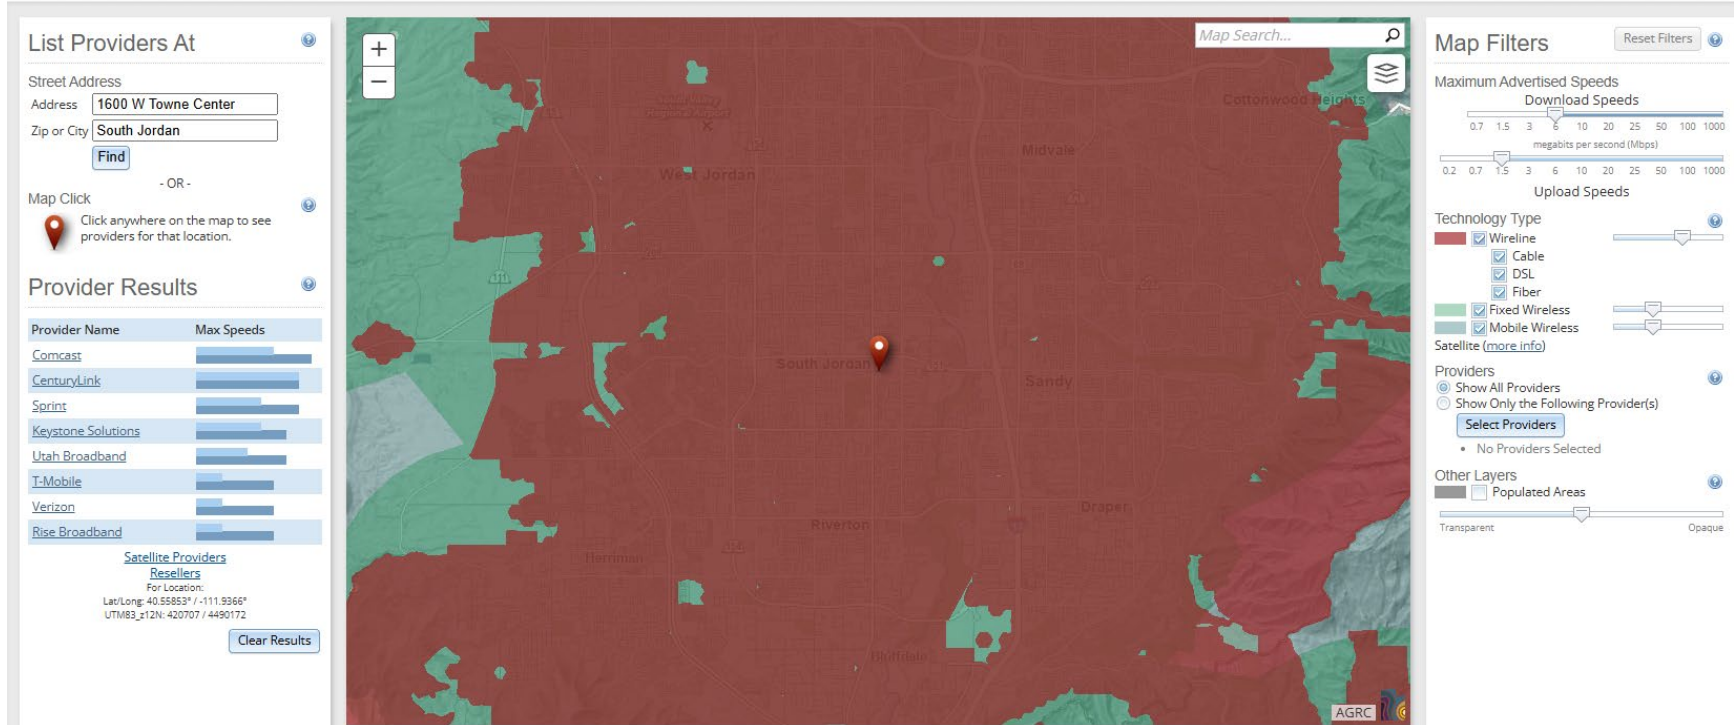 List Providers At
Street Address
Address 1600 W Towne Center
Zip or City South Jordan
Find
- OR -
Map Click
Click anywhere on the map to see
providers for that location.
Provider Results
Provider Name Max Speeds
Comcast
CenturyLink
Sprint
Keystone Solutions
Utah Broadband
T-Mobile
Verizon
Rise Broadband
Satellite Providers
Resellers
For Location:
Lat/Long: 40.55853° / -111.9366°
UTM83_z12N: 420707 / 4490172
Clear Results
+
−
Map Search...
Cottonwood Heights
Regional Airport
Midvale
West Jordan
South Jordan
Sandy
Draper
Riverton
Herriman
Bluffdale
AGRC
Map Filters
Reset Filters
Maximum Advertised Speeds
Download Speeds
0.7 1.5 3 6 10 20 25 50 100 1000
megabits per second (Mbps)
0.2 0.7 1.5 3 6 10 20 25 50 100 1000
Upload Speeds
Technology Type
Wireline
Cable
DSL
Fiber
Fixed Wireless
Mobile Wireless
Satellite (more info)
Providers
Show All Providers
Show Only the Following Provider(s)
Select Providers
• No Providers Selected
Other Layers
Populated Areas
Transparent Opaque